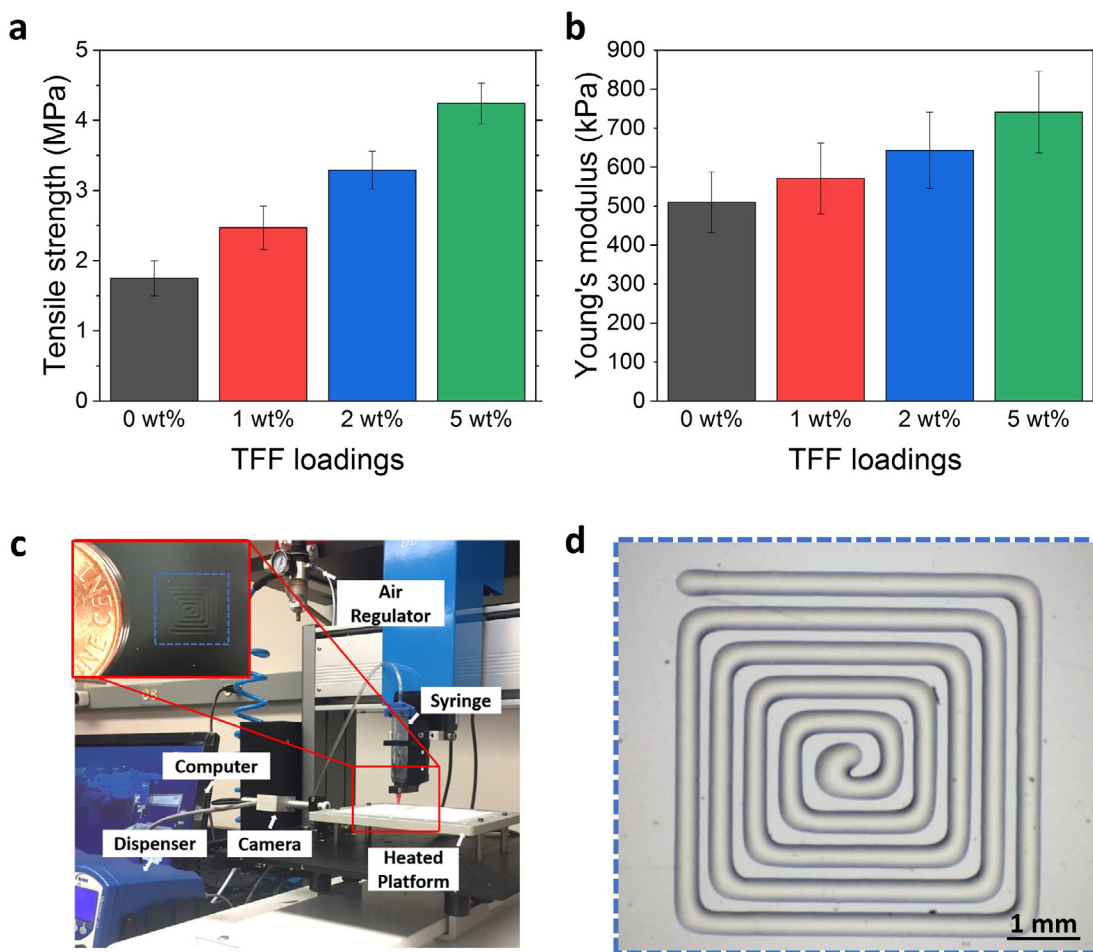 a
Tensile strength (MPa)
5
4
3
2
1
0
0 wt% 1 wt% 2 wt% 5 wt%
TFF loadings
b
Young's modulus (kPa)
900
800
700
600
500
400
300
200
100
0
0 wt% 1 wt% 2 wt% 5 wt%
TFF loadings
c
NE CEN
Air
Regulator
Syringe
Computer
Dispenser
Camera
Heated
Platform
d
1 mm